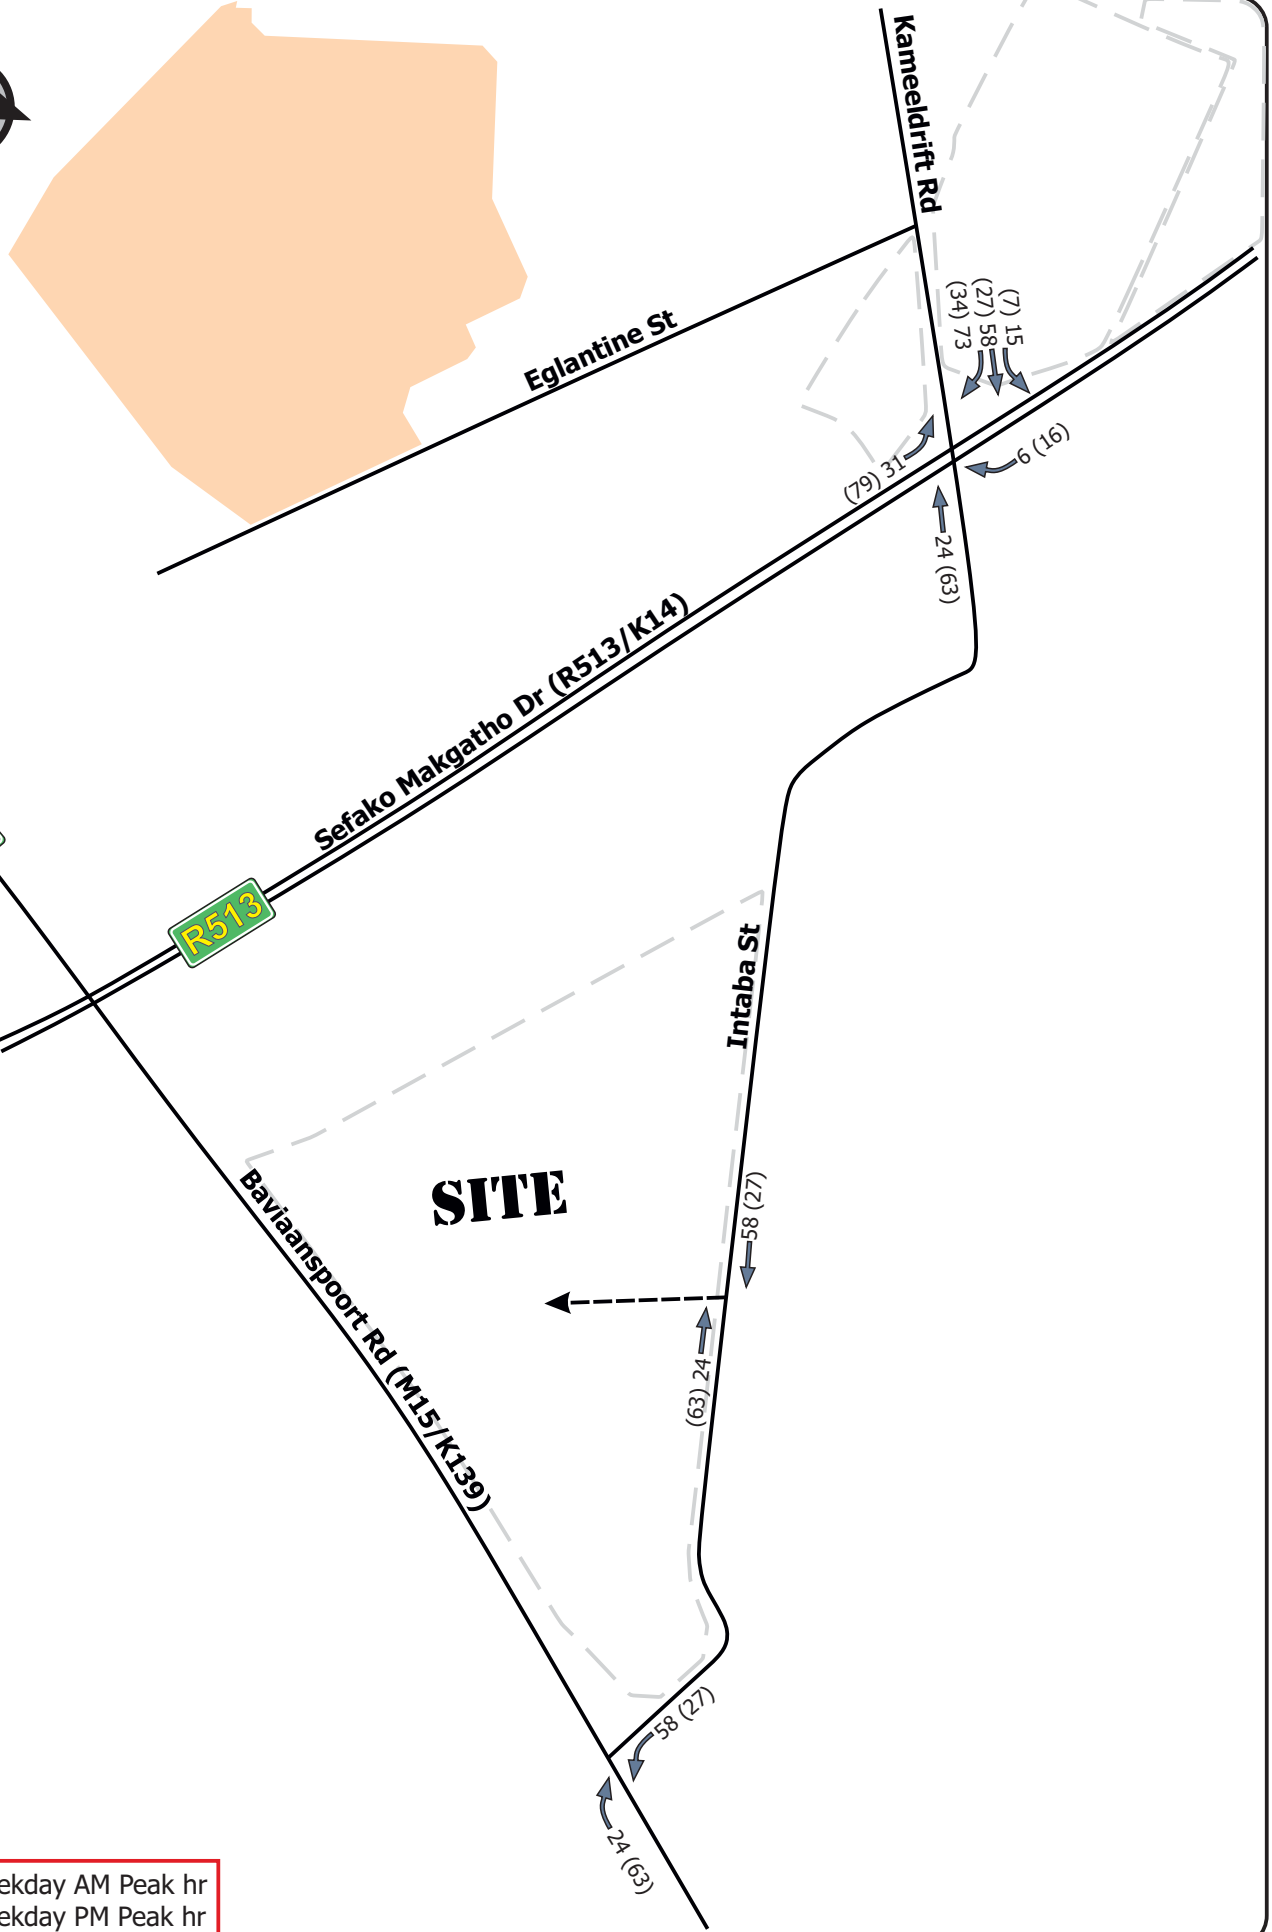 Kameeldrift Rd
Eglantine St
(34) 73
(27) 58
(7) 15
(79) 31
6 (16)
24 (63)
Sefako Makgatho Dr (R513/K14)
R513
Intaba St
SITE
58 (27)
(63) 24
Baviaanspoort Rd (M15/K139)
58 (27)
24 (63)
ekday AM Peak hr
ekday PM Peak hr